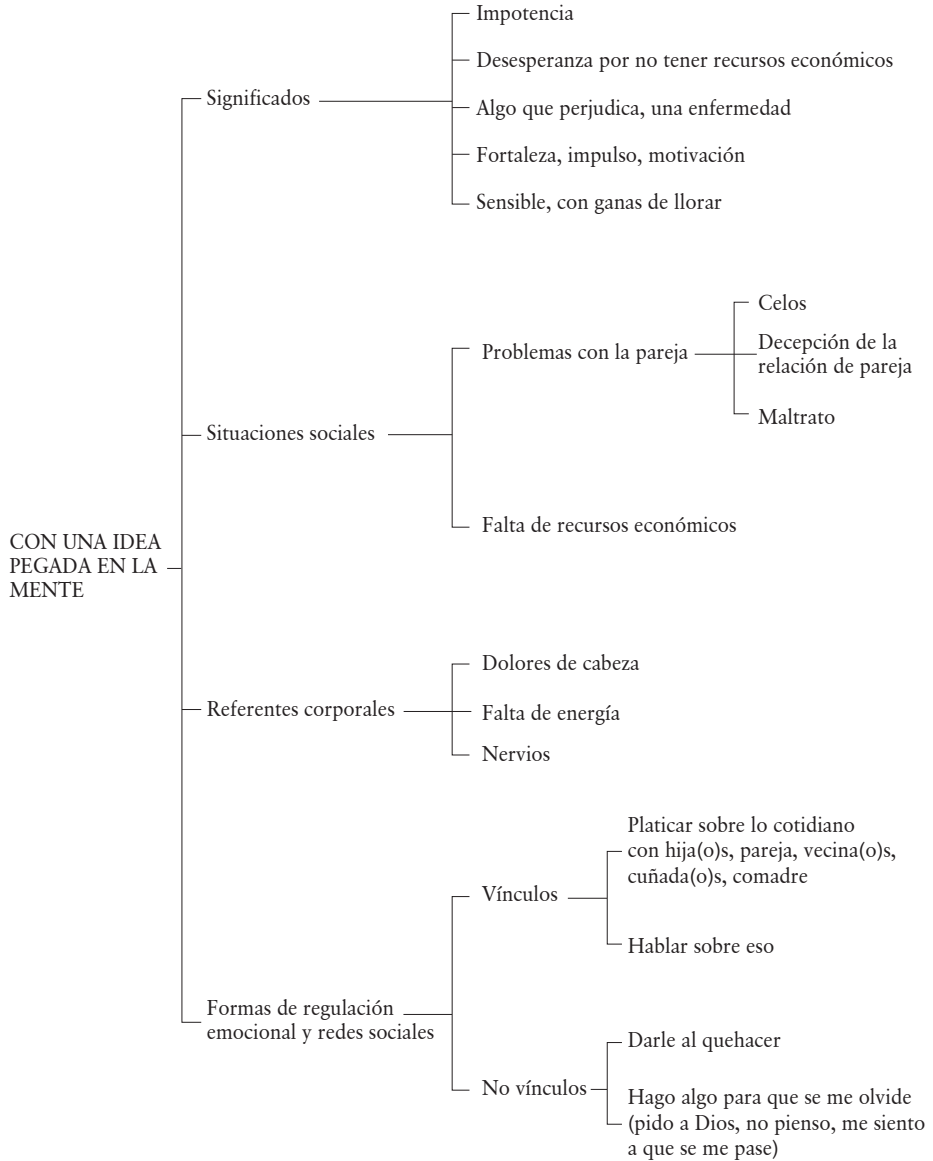 Impotencia
Desesperanza por no tener recursos económicos
Significados
Algo que perjudica, una enfermedad
Fortaleza, impulso, motivación
Sensible, con ganas de llorar
Celos
Problemas con la pareja
Decepción de la
relación de pareja
Maltrato
Situaciones sociales
Falta de recursos económicos
CON UNA IDEA
PEGADA EN LA
MENTE
Dolores de cabeza
Referentes corporales
Falta de energía
Nervios
Platicar sobre lo cotidiano
con hija(o)s, pareja, vecina(o)s,
cuñada(o)s, comadre
Vínculos
Hablar sobre eso
Formas de regulación
emocional y redes sociales
Darle al quehacer
No vínculos
Hago algo para que se me olvide
(pido a Dios, no pienso, me siento
a que se me pase)